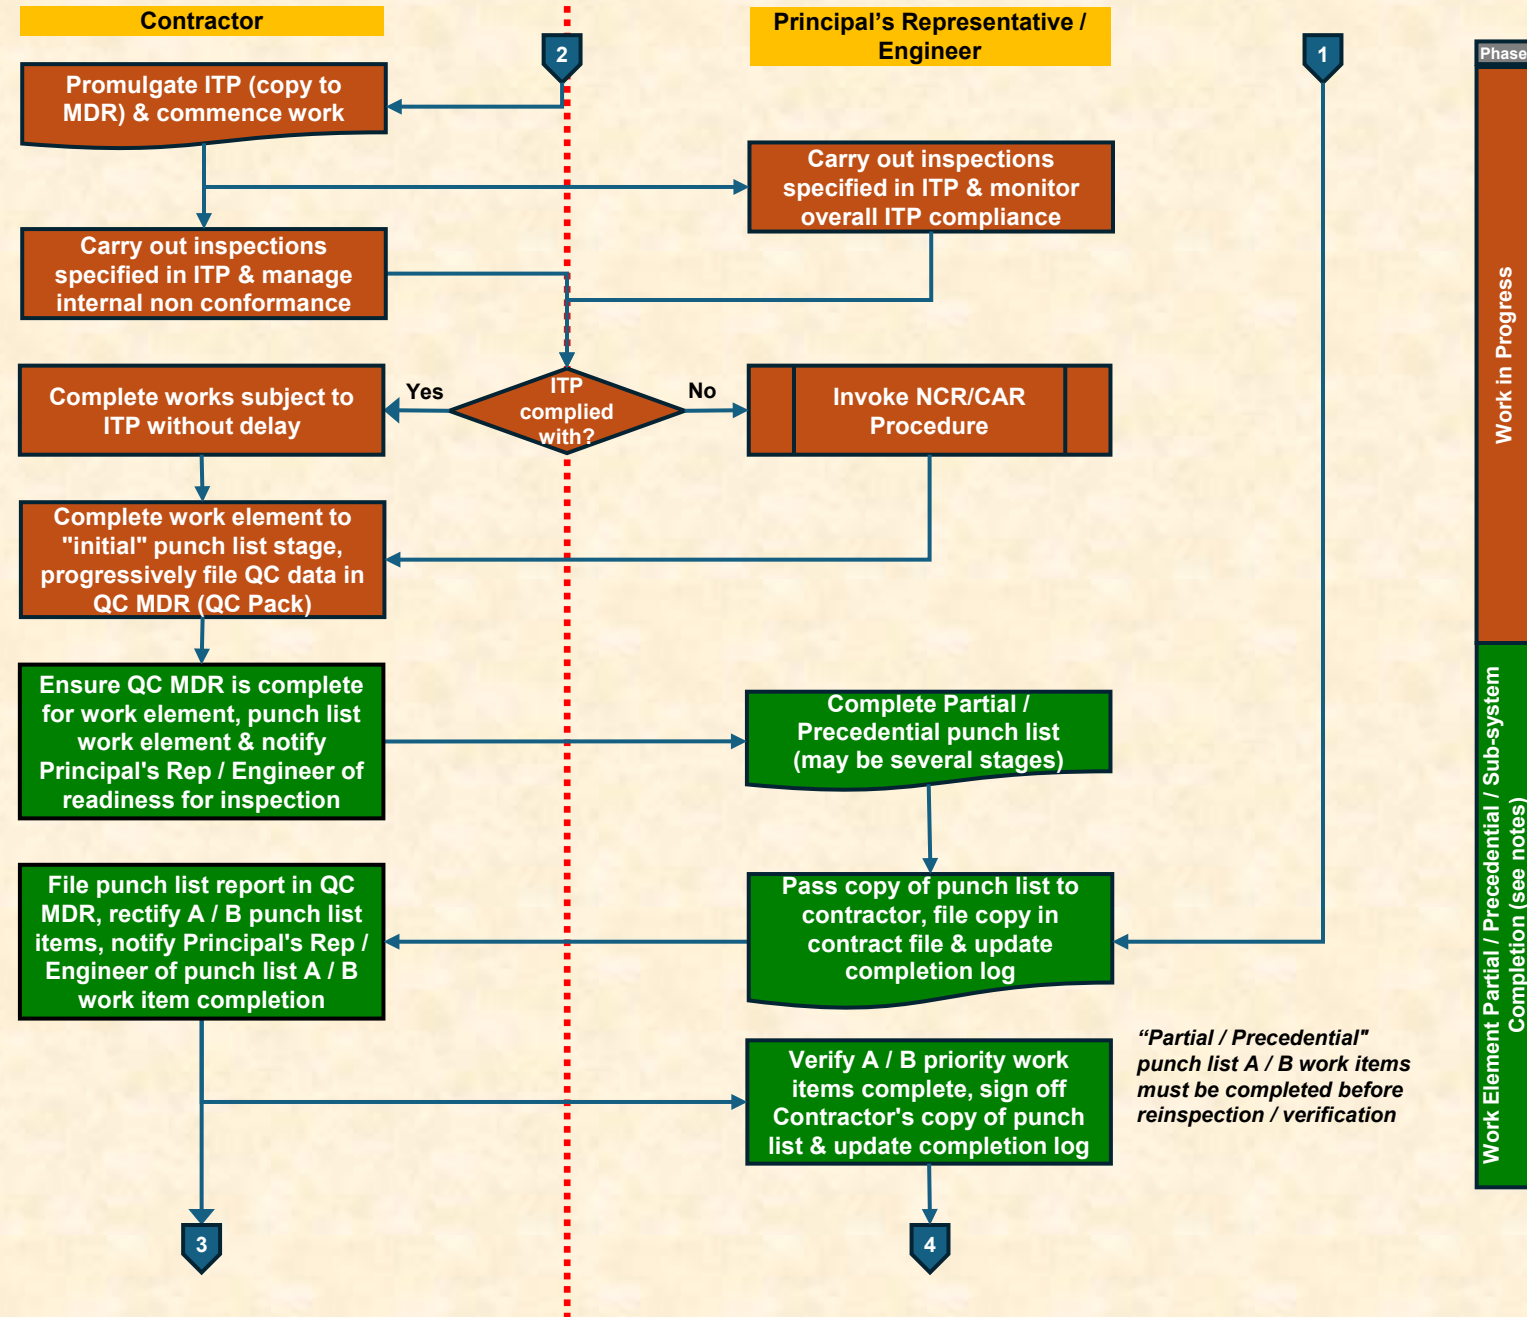 Contractor
Principal's Representative /
Engineer
2
1
Phase
Promulgate ITP (copy to
MDR) & commence work
Carry out inspections
specified in ITP & monitor
overall ITP compliance
Carry out inspections
specified in ITP & manage
internal non conformance
Complete works subject to
ITP without delay
Yes
ITP
complied
with?
No
Invoke NCR/CAR
Procedure
Work in Progress
Complete work element to
"initial" punch list stage,
progressively file QC data in
QC MDR (QC Pack)
Ensure QC MDR is complete
for work element, punch list
work element & notify
Principal's Rep / Engineer of
readiness for inspection
Complete Partial /
Precedential punch list
(may be several stages)
File punch list report in QC
MDR, rectify A / B punch list
items, notify Principal's Rep /
Engineer of punch list A / B
work item completion
Pass copy of punch list to
contractor, file copy in
contract file & update
completion log
Work Element Partial / Precedential / Sub-system
Completion (see notes)
Verify A / B priority work
items complete, sign off
Contractor's copy of punch
list & update completion log
“Partial / Precedential"
punch list A / B work items
must be completed before
reinspection / verification
3
4